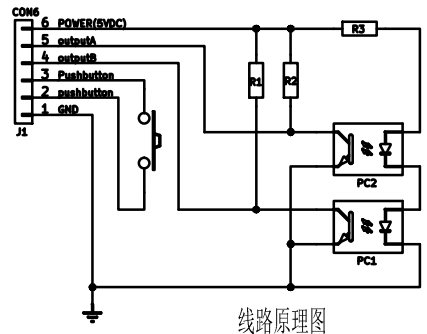 CON6
6 POWER(5VDC)
5 outputA
4 outputB
3 Pushbutton
2 pushbutton
1 GND
J1
R3
R1 R2
PC2
PC1
线路原理图